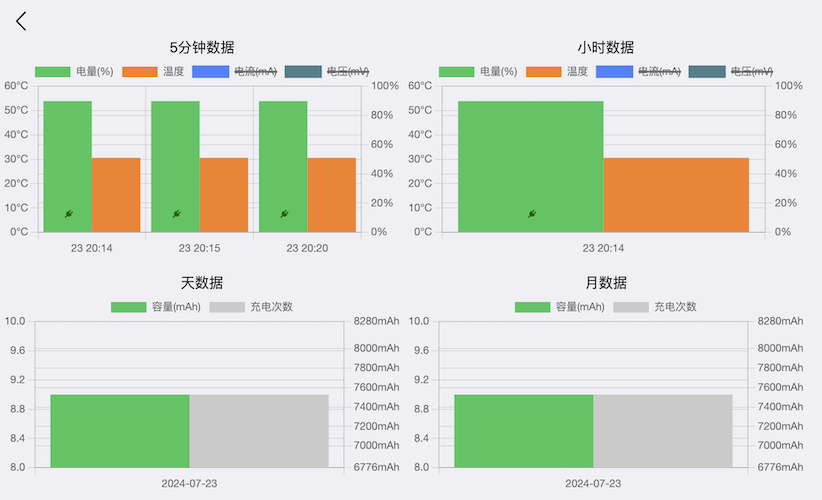 5分钟数据
电量(%) 温度 电流(mA) 电压(mV)
60°C 100%
50°C 80%
40°C 60%
30°C 40%
20°C 20%
10°C 0%
0°C
23 20:14 23 20:15 23 20:20
小时数据
电量(%) 温度 电流(mA) 电压(mV)
60°C 100%
50°C 80%
40°C 60%
30°C 40%
20°C 20%
10°C 0%
0°C
23 20:14
天数据
容量(mAh) 充电次数
10.0 8280mAh
9.6 8000mAh
9.2 7800mAh
8.8 7600mAh
8.4 7400mAh
8.0 7200mAh
7000mAh
6776mAh
2024-07-23
月数据
容量(mAh) 充电次数
10.0 8280mAh
9.6 8000mAh
9.2 7800mAh
8.8 7600mAh
8.4 7400mAh
8.0 7200mAh
7000mAh
6776mAh
2024-07-23